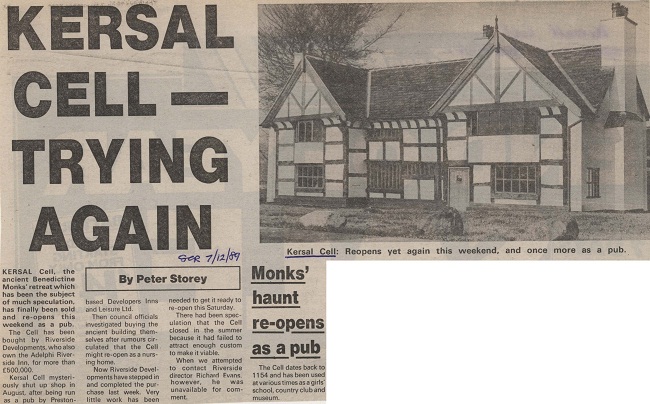 KERSAL
CELL —
TRYING
AGAIN
SCR 7/12/89
Kersal Cell: Reopens yet again this weekend, and once more as a pub.
KERSAL Cell, the
ancient Benedictine
Monks' retreat which
has been the subject
of much speculation,
has finally been sold
and re-opens this
weekend as a pub.
The Cell has been
bought by Riverside
Developments, who also
own the Adelphi River-
side Inn, for more than
£500,000.
Kersal Cell mysteri-
ously shut up shop in
August, after being run
as a pub by Preston-
By Peter Storey
based Developers Inns
and Leisure Ltd.
Then council officials
investigated buying the
ancient building them-
selves after rumours cir-
culated that the Cell
might re-open as a nurs-
ing home.
Now Riverside Devel-
opments have stepped in
and completed the pur-
chase last week. Very
little work has been
needed to get it ready to
re-open this Saturday.
There had been spec-
ulation that the Cell
closed in the summer
because it had failed to
attract enough custom
to make it viable.
When we attempted
to contact Riverside
director Richard Evans,
however, he was
unavailable for com-
ment.
Monks'
haunt
re-opens
as a pub
The Cell dates back to
1154 and has been used
at various times as a girls'
school, country club and
museum.